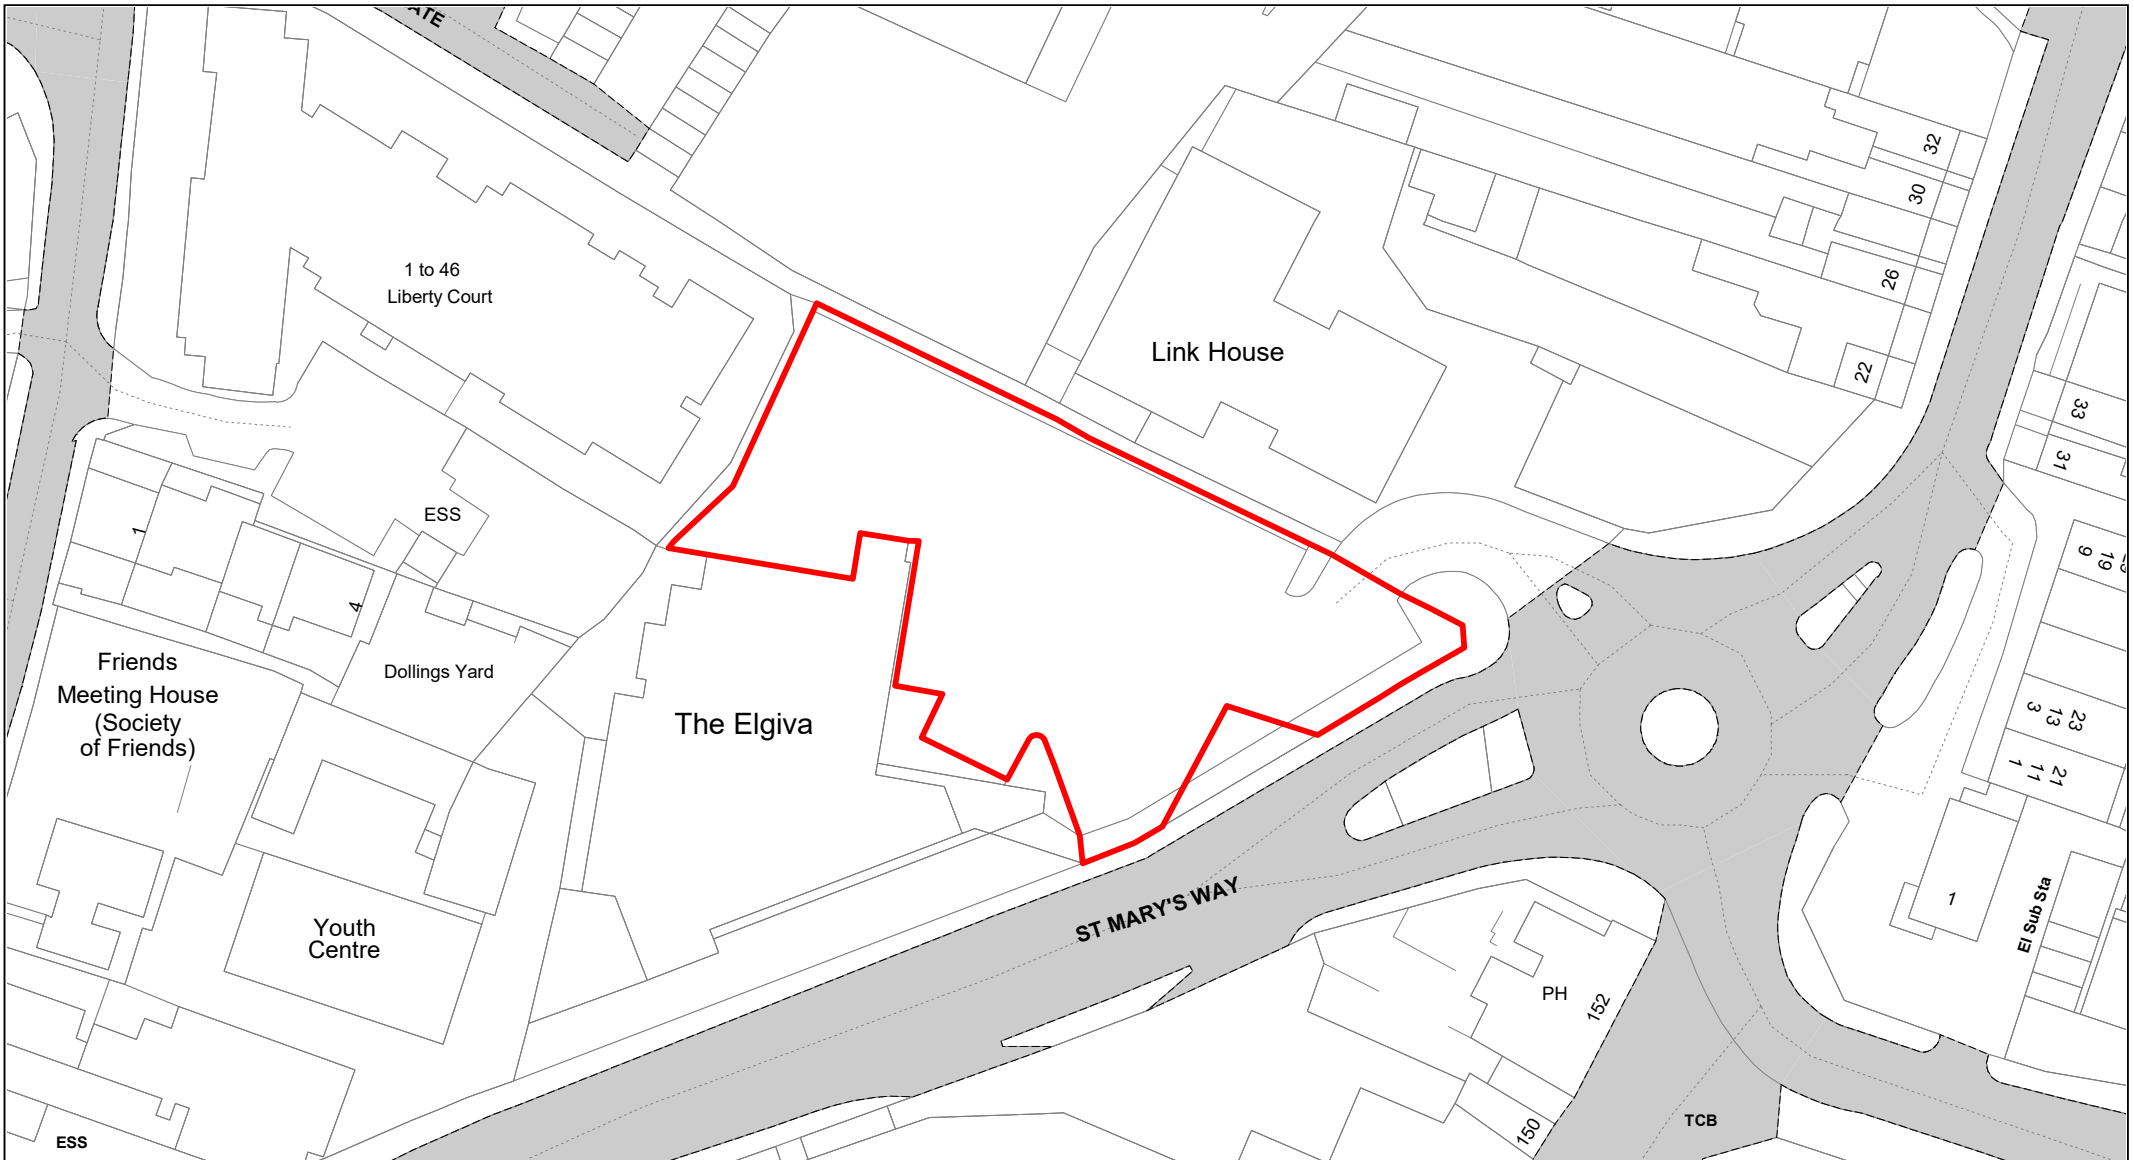 1 to 46
Liberty Court
Link House
32
30
26
22
33
31
ESS
1
4
Friends
Meeting House
(Society
of Friends)
Dollings Yard
The Elgiva
19
9
23
13
3
21
11
1
Youth
Centre
ST MARY'S WAY
1
El Sub Sta
PH
152
150
TCB
ESS